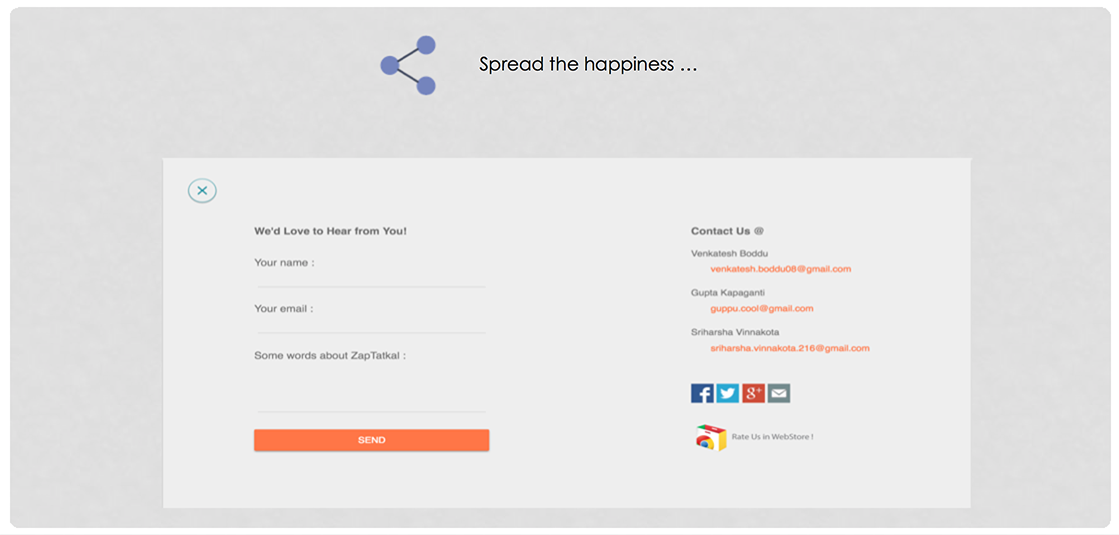 Spread the happiness ...
We'd Love to Hear from You!
Your name :
Your email :
Some words about ZapTatkal :
SEND
Contact Us @
Venkatesh Boddu
venkatesh.boddu08@gmail.com
Gupta Kapaganti
guppu.cool@gmail.com
Sriharsha Vinnakota
sriharsha.vinnakota.216@gmail.com
Rate Us in WebStore !